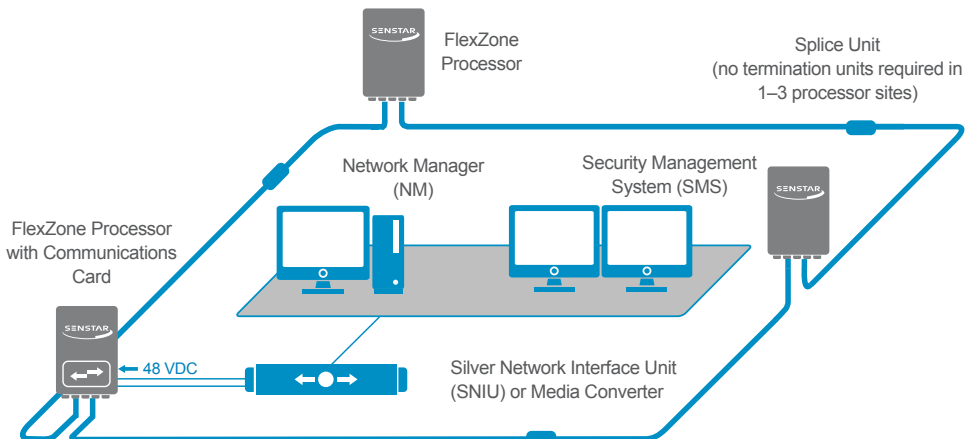 SENSTAR
FlexZone
Processor
Splice Unit
(no termination units required in
1–3 processor sites)
Network Manager
(NM)
Security Management
System (SMS)
SENSTAR
FlexZone Processor
with Communications
Card
SENSTAR
48 VDC
Silver Network Interface Unit
(SNIU) or Media Converter